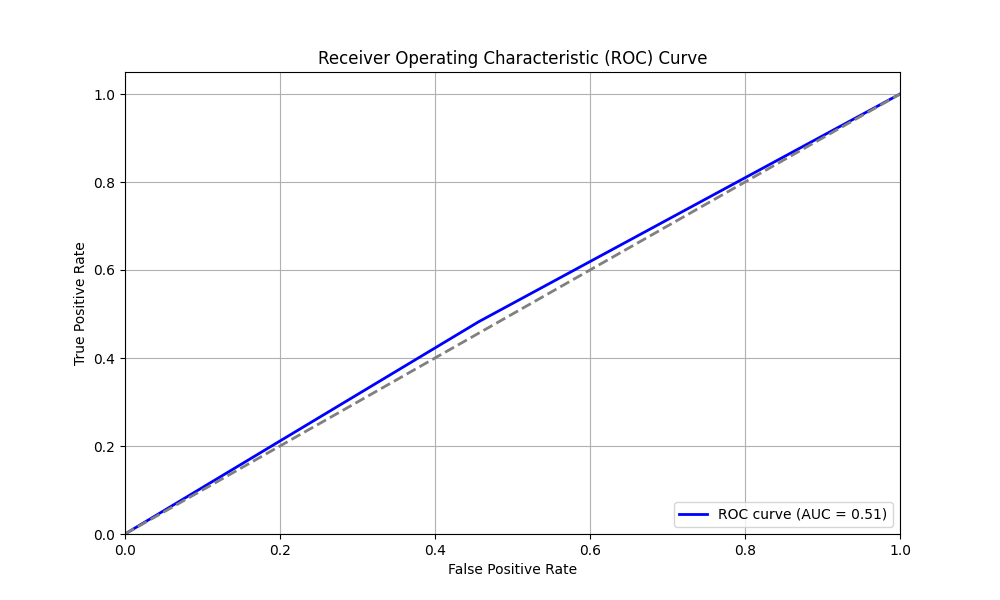 Receiver Operating Characteristic (ROC) Curve
1.0
0.8
0.6
0.4
0.2
0.0
True Positive Rate
ROC curve (AUC = 0.51)
0.0 0.2 0.4 0.6 0.8 1.0
False Positive Rate